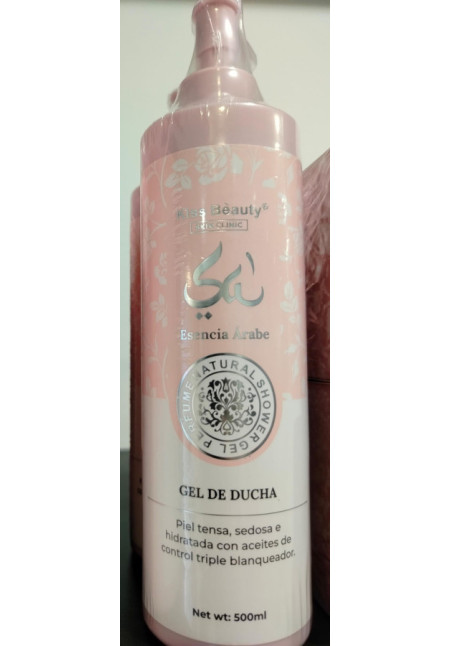 Beauty®
Esencia Arabe
PERFUME NATURAL SHOWER GEL
GEL DE DUCHA
Piel tensa, sedosa e
hidratada con aceites de
control triple blanqueador.
Net wt: 500ml